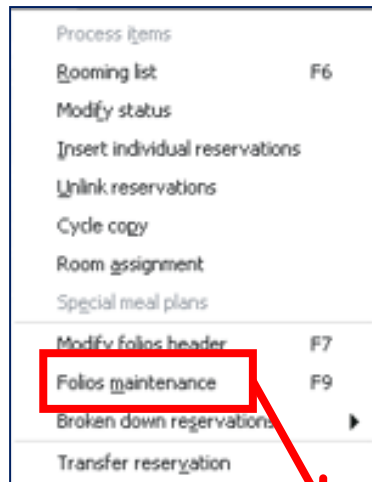 Process items
Rooming list F6
Modify status
Insert individual reservations
Unlink reservations
Cycle copy
Room assignment
Special meal plans
Modify folios header F7
Folios maintenance F9
Broken down reservations
Transfer reservation